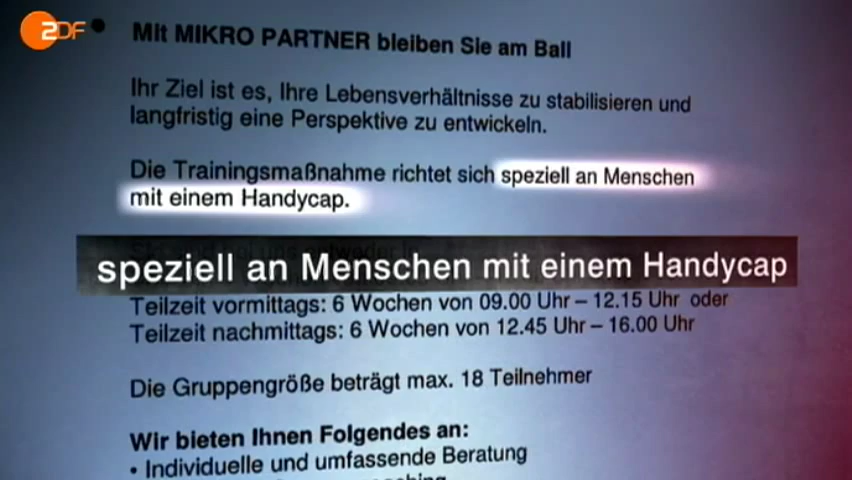 ZDF
Mit MIKRO PARTNER bleiben Sie am Ball
Ihr Ziel ist es, Ihre Lebensverhältnisse zu stabilisieren und
langfristig eine Perspektive zu entwickeln.
Die Trainingsmaßnahme richtet sich speziell an Menschen
mit einem Handycap.
speziell an Menschen mit einem Handycap
Teilzeit vormittags: 6 Wochen von 09.00 Uhr – 12.15 Uhr oder
Teilzeit nachmittags: 6 Wochen von 12.45 Uhr – 16.00 Uhr
Die Gruppengröße beträgt max. 18 Teilnehmer
Wir bieten Ihnen Folgendes an:
• Individuelle und umfassende Beratung